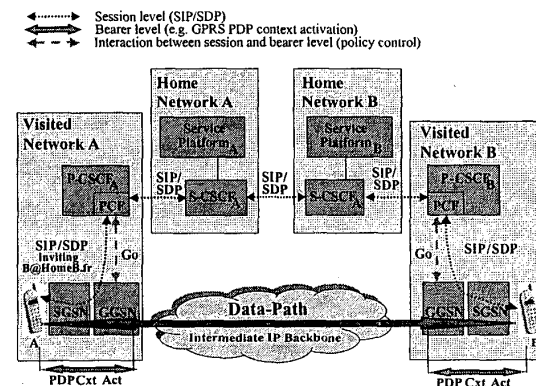 Session level (SIP/SDP)
Bearer level (e.g. GPRS PDP context activation)
Interaction between session and bearer level (policy control)
Home
Network A
Home
Network B
Visited
Network A
Visited
Network B
Service
Platform A
Service
Platform B
P-CSCF A
PCF
SIP/
SDP
S-CSCF A
SIP/
SDP
S-CSCF A
SIP/
SDP
P-CSCF B
PCF
SIP/SDP
Inviting
B@HomeB.fr
Go
Go
SIP/SDP
SGSN
GGSN
Data-Path
Intermediate IP Backbone
GGSN
SGSN
A
B
PDP Cxt Act
PDP Cxt Act